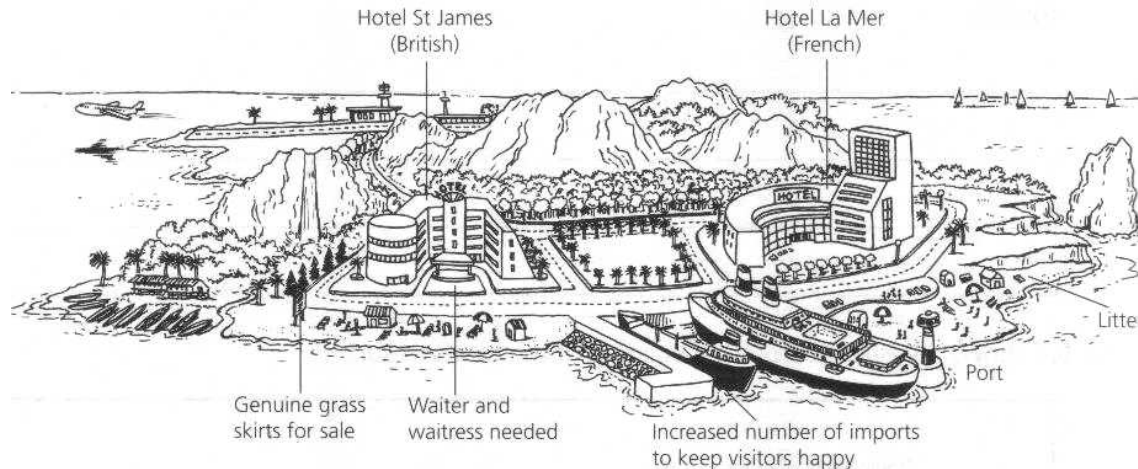 Hotel St James
(British)
Hotel La Mer
(French)
HOTEL
OTEL
Litte
Port
Genuine grass
skirts for sale
Waiter and
waitress needed
Increased number of imports
to keep visitors happy